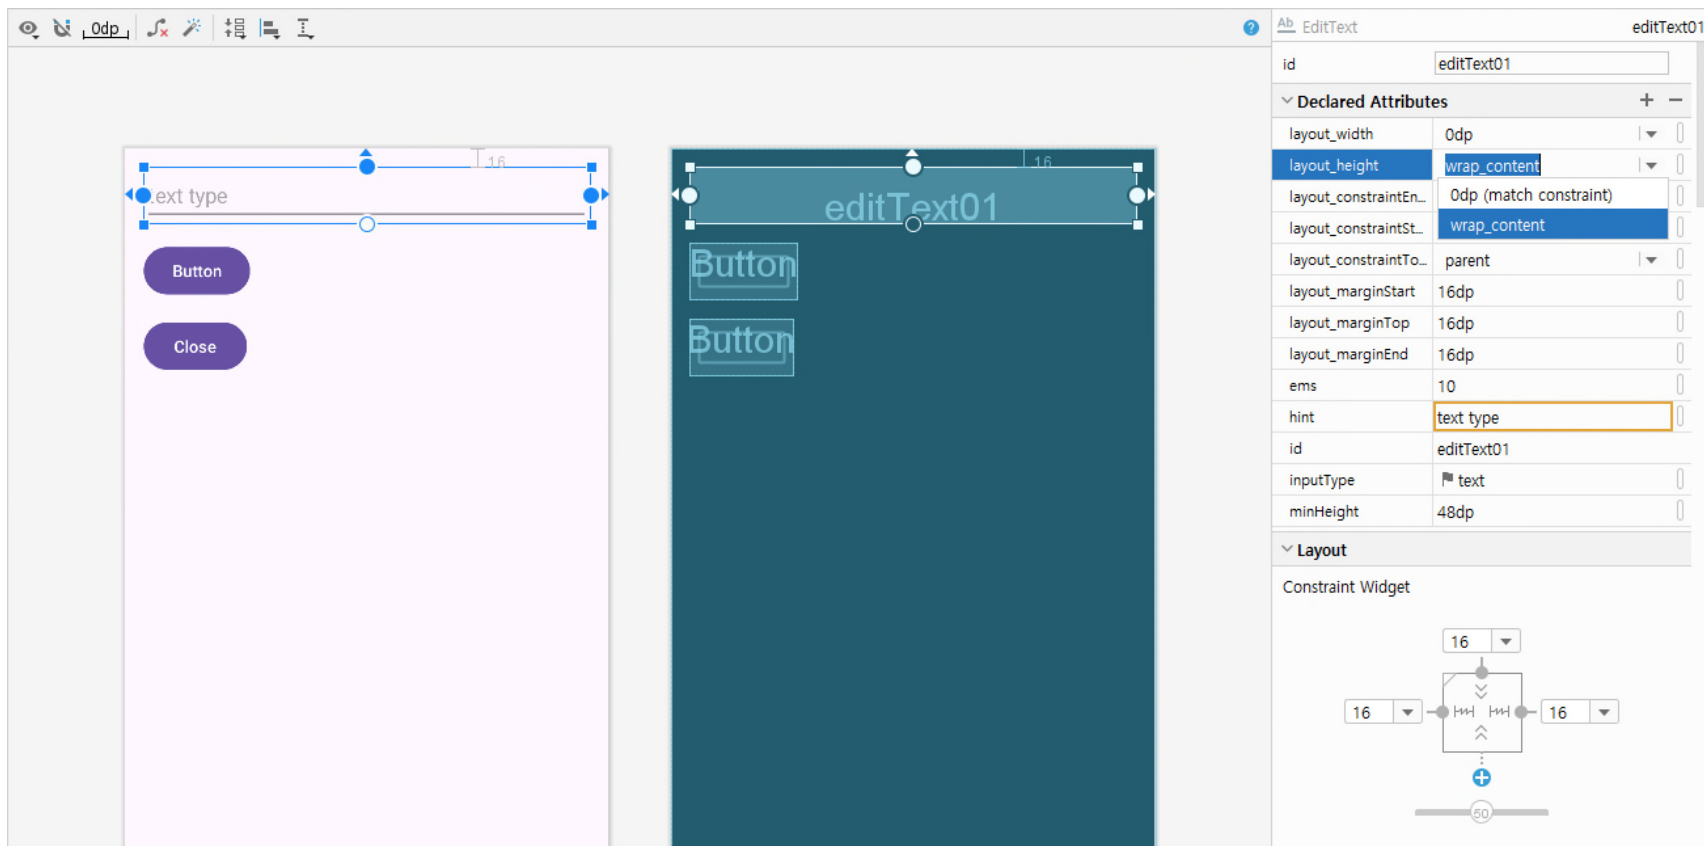 0dp
Ab EditText editText01
id editText01
Declared Attributes
layout_width 0dp
layout_height wrap_content
0dp (match constraint)
wrap_content
layout_constraintEn...
layout_constraintSt...
layout_constraintTo... parent
layout_marginStart 16dp
layout_marginTop 16dp
layout_marginEnd 16dp
ems 10
hint text type
id editText01
inputType text
minHeight 48dp
Layout
Constraint Widget
16
16 16
50
16
ext type
Button
Close
16
editText01
Button
Button